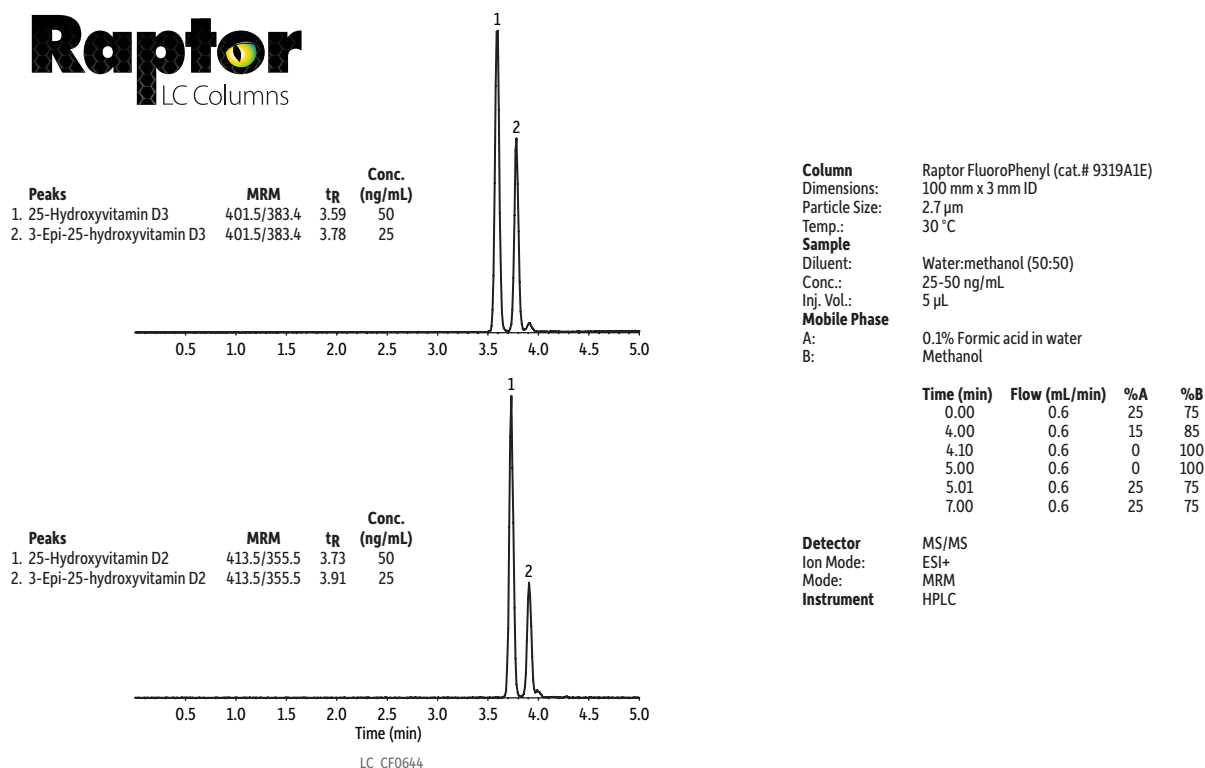 Raptor
LC Columns
Peaks MRM tR Conc. (ng/mL)
1. 25-Hydroxyvitamin D3 401.5/383.4 3.59 50
2. 3-Epi-25-hydroxyvitamin D3 401.5/383.4 3.78 25
1
2
0.5 1.0 1.5 2.0 2.5 3.0 3.5 4.0 4.5 5.0
Peaks MRM tR Conc. (ng/mL)
1. 25-Hydroxyvitamin D2 413.5/355.5 3.73 50
2. 3-Epi-25-hydroxyvitamin D2 413.5/355.5 3.91 25
1
2
0.5 1.0 1.5 2.0 2.5 3.0 3.5 4.0 4.5 5.0
Time (min)
LC_CF0644
Column Raptor FluoroPhenyl (cat.# 9319A1E)
Dimensions: 100 mm x 3 mm ID
Particle Size: 2.7 µm
Temp.: 30 °C
Sample
Diluent: Water:methanol (50:50)
Conc.: 25-50 ng/mL
Inj. Vol.: 5 µL
Mobile Phase
A: 0.1% Formic acid in water
B: Methanol
Time (min) Flow (mL/min) %A %B
0.00 0.6 25 75
4.00 0.6 15 85
4.10 0.6 0 100
5.00 0.6 0 100
5.01 0.6 25 75
7.00 0.6 25 75
Detector MS/MS
Ion Mode: ESI+
Mode: MRM
Instrument HPLC